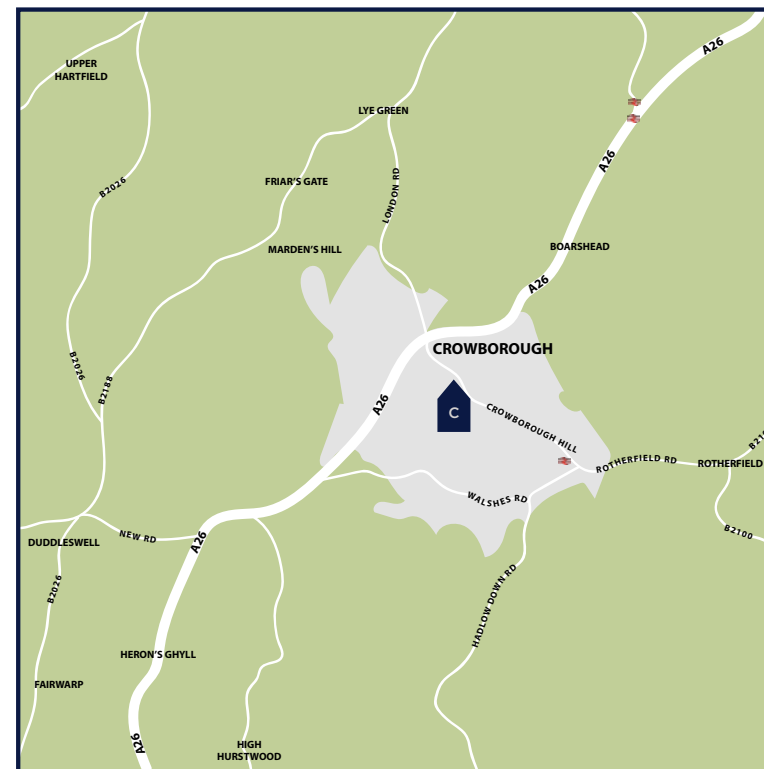 A26
UPPER
HARTFIELD
LYE GREEN
A26
FRIAR'S GATE
B2026
LONDON RD
MARDEN'S HILL
BOARSHEAD
A26
CROWBOROUGH
B2026
B2188
A26
C
CROWBOROUGH HILL
ROTHERFIELD RD
ROTHERFIELD
WALSHES RD
B2100
NEW RD
DUDDLESWELL
A26
B2026
HADLOW DOWN RD
HERON'S GHYLL
FAIRWARP
A26
HIGH
HURSTWOOD